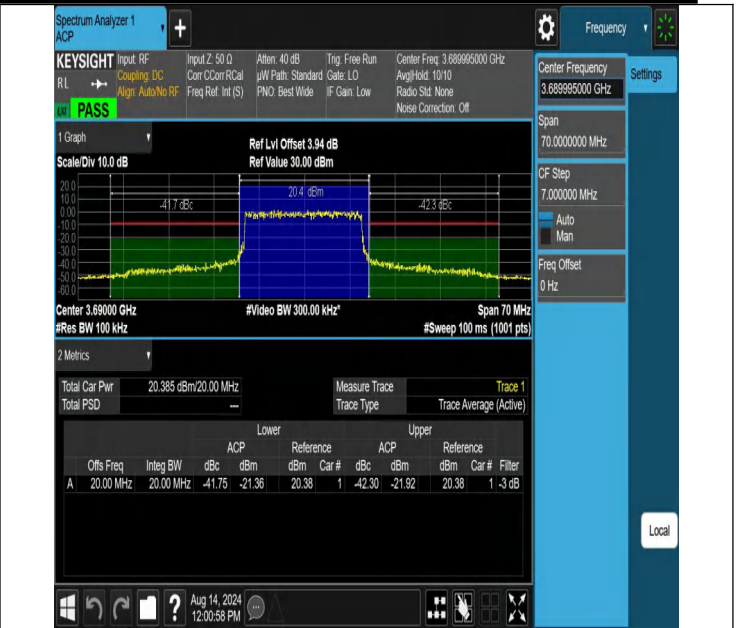 Spectrum Analyzer 1
ACP
+
Frequency
KEYSIGHT Input: RF Input Z: 50 Ω Atten: 40 dB Trig: Free Run Center Freq: 3.689995000 GHz
RL Coupling: DC Corr CCorr RCal µW Path: Standard Gate: LO Avg|Hold: 10/10
Align: Auto/No RF Freq Ref: Int (S) PNO: Best Wide IF Gain: Low Radio Std: None
PASS Noise Correction: Off
Center Frequency
3.689995000 GHz
Settings
Span
70.0000000 MHz
CF Step
7.000000 MHz
Auto
Man
Freq Offset
0 Hz
1 Graph
Ref Lvl Offset 3.94 dB
Scale/Div 10.0 dB Ref Value 30.00 dBm
20.0
10.0
0.00
-10.0
-20.0
-30.0
-40.0
-50.0
-60.0
-41.7 dBc 20.4 dBm -42.3 dBc
Center 3.69000 GHz #Video BW 300.00 kHz* Span 70 MHz
#Res BW 100 kHz #Sweep 100 ms (1001 pts)
2 Metrics
Total Car Pwr 20.385 dBm/20.00 MHz Measure Trace Trace 1
Total PSD --- Trace Type Trace Average (Active)
Lower Upper
ACP Reference ACP Reference
Offs Freq Integ BW dBc dBm dBm Car # dBc dBm dBm Car # Filter
A 20.00 MHz 20.00 MHz -41.75 -21.36 20.38 1 -42.30 -21.92 20.38 1 -3 dB
Local
? Aug 14, 2024
12:00:58 PM